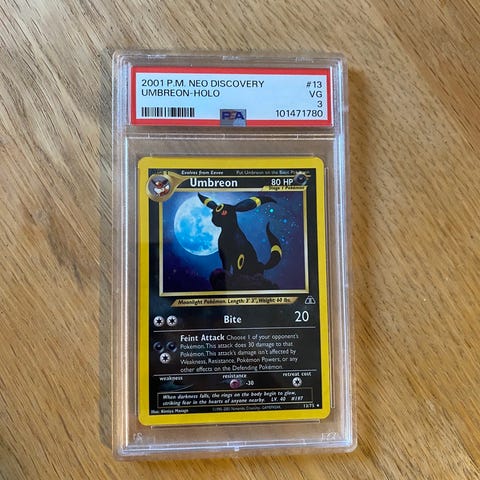 2001 P.M. NEO DISCOVERY #13
UMBREON-HOLO VG
3
PSA 101471780
Evolves from Eevee Put Umbreon on the Basic Pokémon
Umbreon 80 HP
Stage 1 Pokémon
Moonlight Pokémon. Length: 3' 3", Weight: 60 lbs.
Bite 20
Feint Attack Choose 1 of your opponent's
Pokémon. This attack does 30 damage to that
Pokémon. This attack's damage isn't affected by
Weakness, Resistance, Pokémon Powers, or any
other effects on the Defending Pokémon.
weakness resistance retreat cost
-30
When darkness falls, the rings on the body begin to glow,
striking fear in the hearts of anyone nearby. LV. 40 #197
Illus. Kimiya Masago 13/75